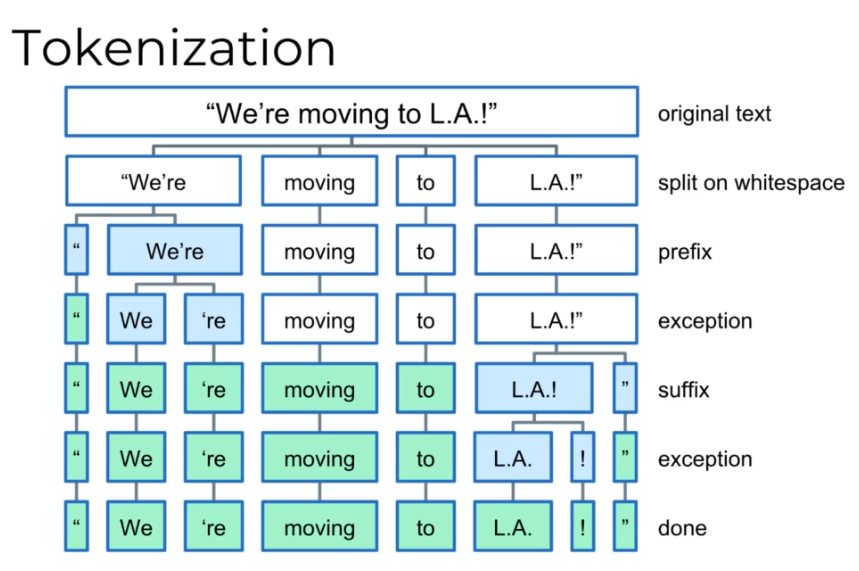 Tokenization
“We’re moving to L.A.!” original text
“We’re moving to L.A.!” split on whitespace
“ We’re moving to L.A.!” prefix
“ We ‘re moving to L.A.!” exception
“ We ‘re moving to L.A.! ” suffix
“ We ‘re moving to L.A. ! ” exception
“ We ‘re moving to L.A. ! ” done